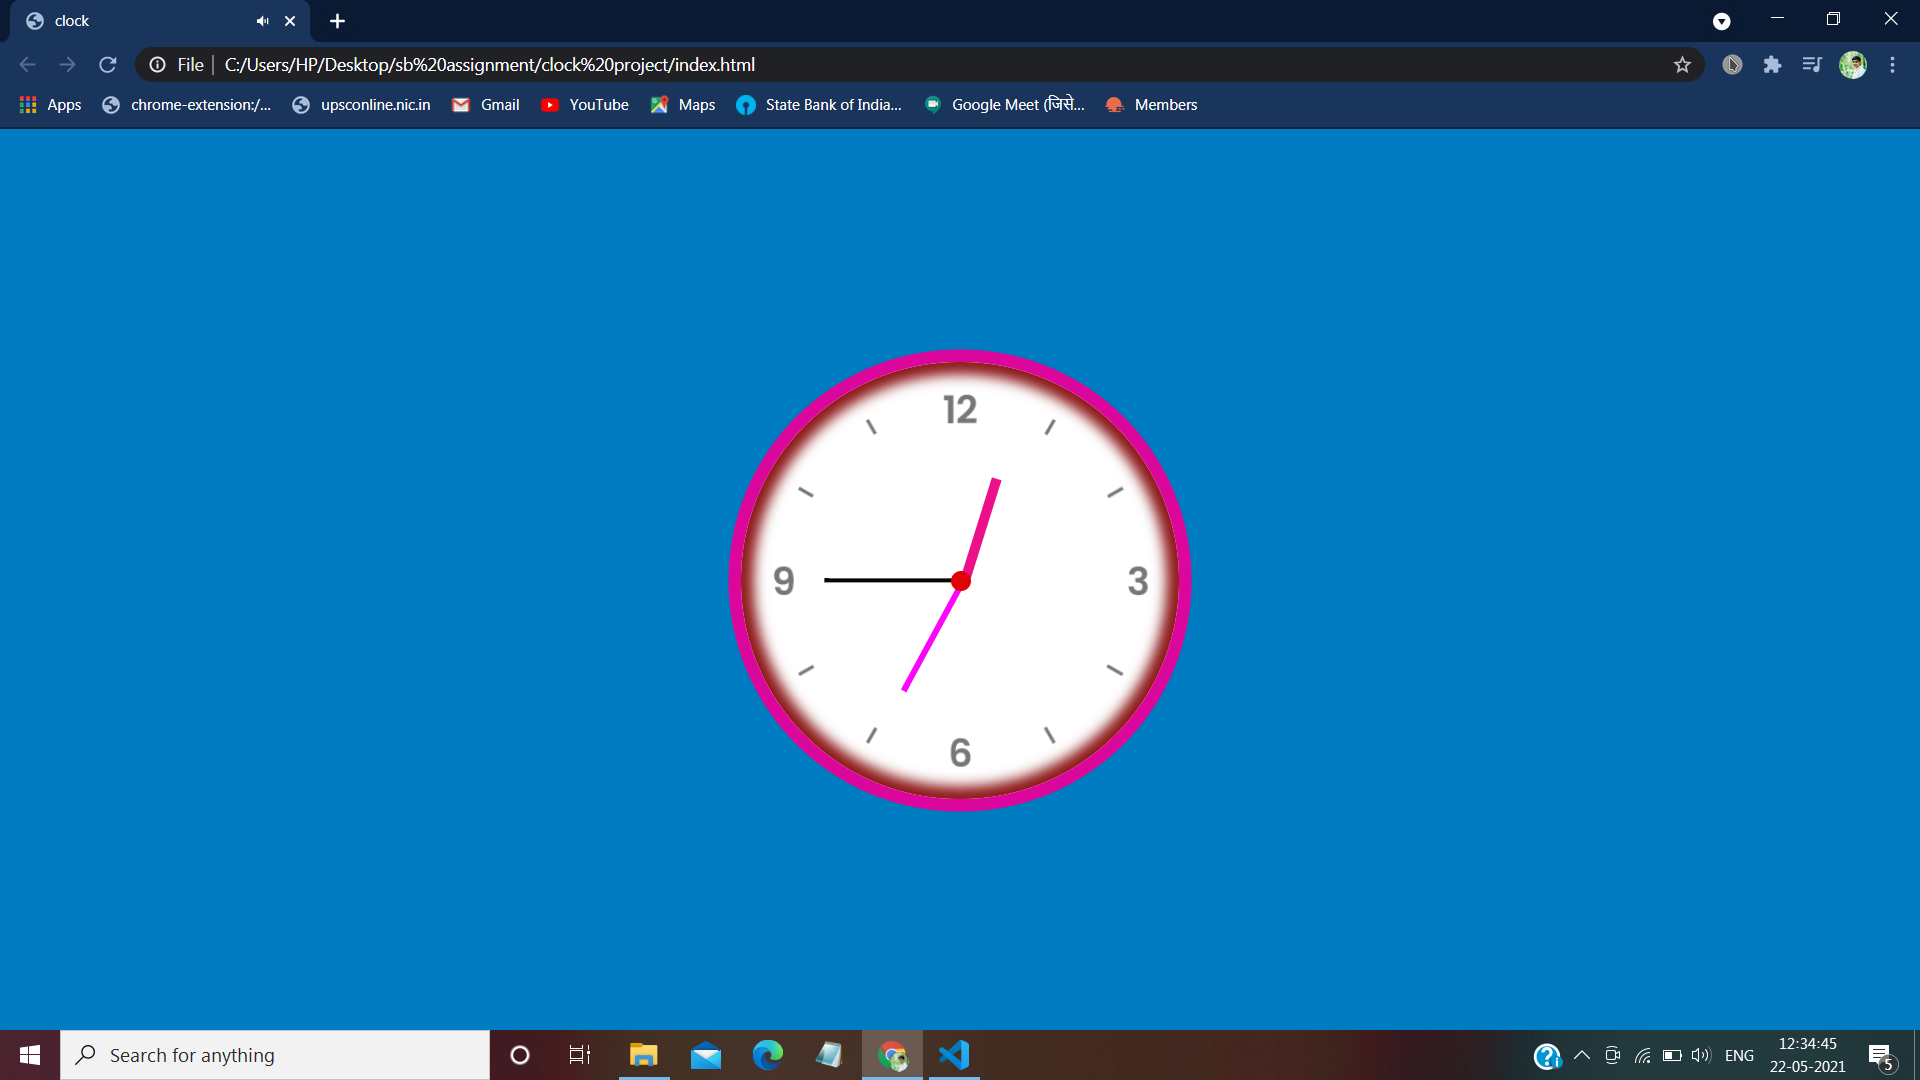 clock
File | C:/Users/HP/Desktop/sb%20assignment/clock%20project/index.html
Apps chrome-extension:/... upsconline.nic.in Gmail YouTube Maps State Bank of India... Google Meet (जिसे... Members
12
9 3
6
Search for anything
ENG
12:34:45
22-05-2021
5